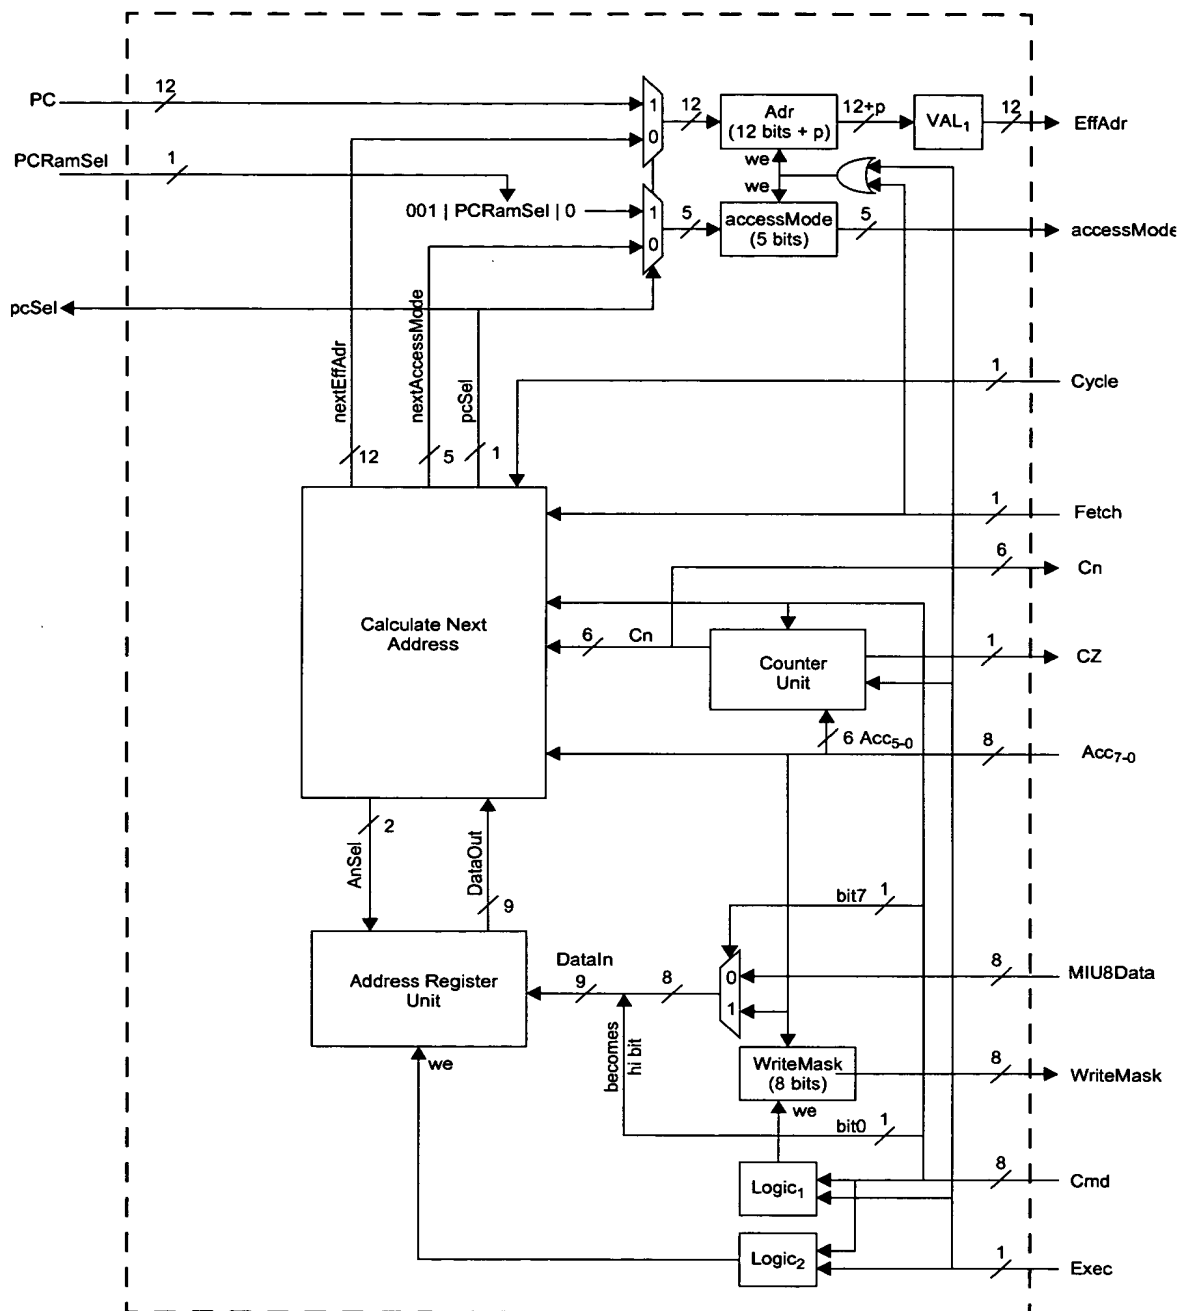 PC
12
1
0
12
Adr
(12 bits + p)
12+p
VAL₁
12
EffAdr
PCRamSel
1
we
we
001 | PCRamSel | 0
1
0
5
accessMode
(5 bits)
5
accessMode
pcSel
nextEffAdr
nextAccessMode
pcSel
1
Cycle
12
5
1
1
Fetch
6
Cn
Calculate Next
Address
6
Cn
Counter
Unit
1
CZ
6 Acc₅₋₀
8
Acc₇₋₀
2
AnSel
DataOut
9
bit7
1
Address Register
Unit
DataIn
9
8
0
1
8
MIU8Data
becomes
hi bit
we
WriteMask
(8 bits)
8
WriteMask
we
bit0
1
Logic₁
8
Cmd
Logic₂
1
Exec